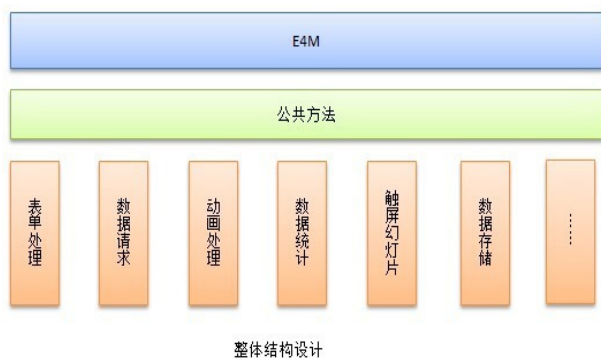 E4M
公共方法
表单处理
数据请求
动画处理
数据统计
触屏幻灯片
数据存储
......
整体结构设计